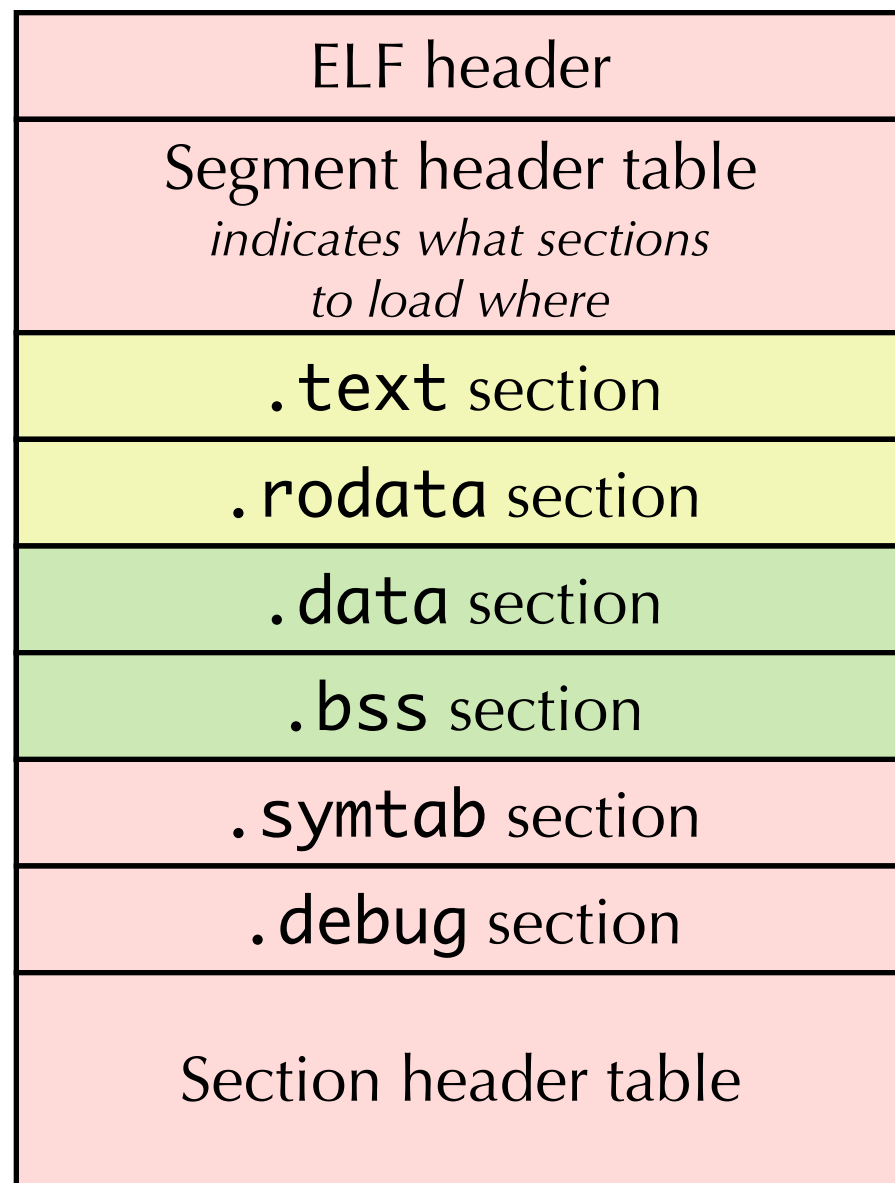 ELF header
Segment header table
indicates what sections
to load where
.text section
.rodata section
.data section
.bss section
.symtab section
.debug section
Section header table